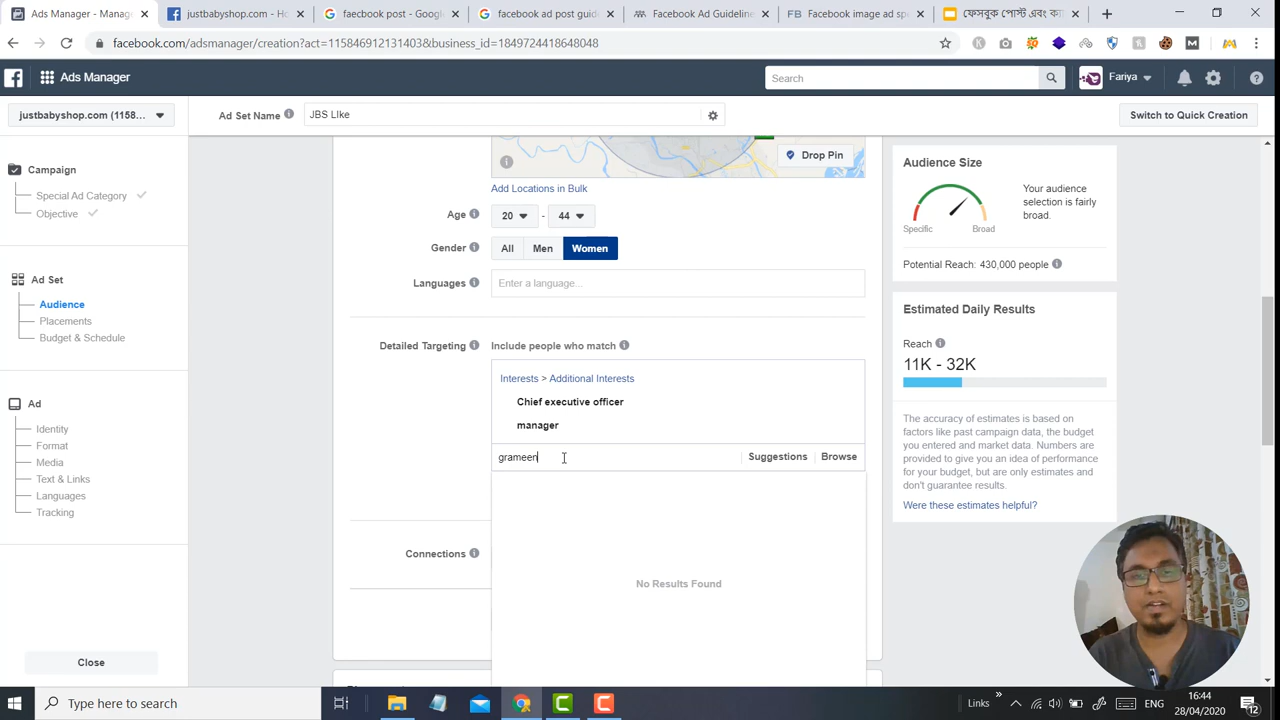 Ads Manager - Manag
justbabyshop.com - Ho
faecbook post - Google
facebook ad post guide
Facebook Ad Guideline
Facebook image ad spe
ফেসবুক পোস্ট এবং ক্যা
facebook.com/adsmanager/creation?act=115846912131403&business_id=1849724418648048
Ads Manager
Search
Fariya
justbabyshop.com (1158...
Ad Set Name
JBS LIke
Switch to Quick Creation
Campaign
Special Ad Category
Objective
Ad Set
Audience
Placements
Budget & Schedule
Ad
Identity
Format
Media
Text & Links
Languages
Tracking
Close
Drop Pin
Add Locations in Bulk
Age
20 - 44
Gender
All Men Women
Languages
Enter a language...
Detailed Targeting
Include people who match
Interests > Additional Interests
Chief executive officer
manager
grameen
Suggestions Browse
No Results Found
Connections
Audience Size
Your audience
selection is fairly
broad.
Specific Broad
Potential Reach: 430,000 people
Estimated Daily Results
Reach
11K - 32K
The accuracy of estimates is based on
factors like past campaign data, the budget
you entered and market data. Numbers are
provided to give you an idea of performance
for your budget, but are only estimates and
don't guarantee results.
Were these estimates helpful?
Type here to search
Links
ENG
16:44
28/04/2020
12